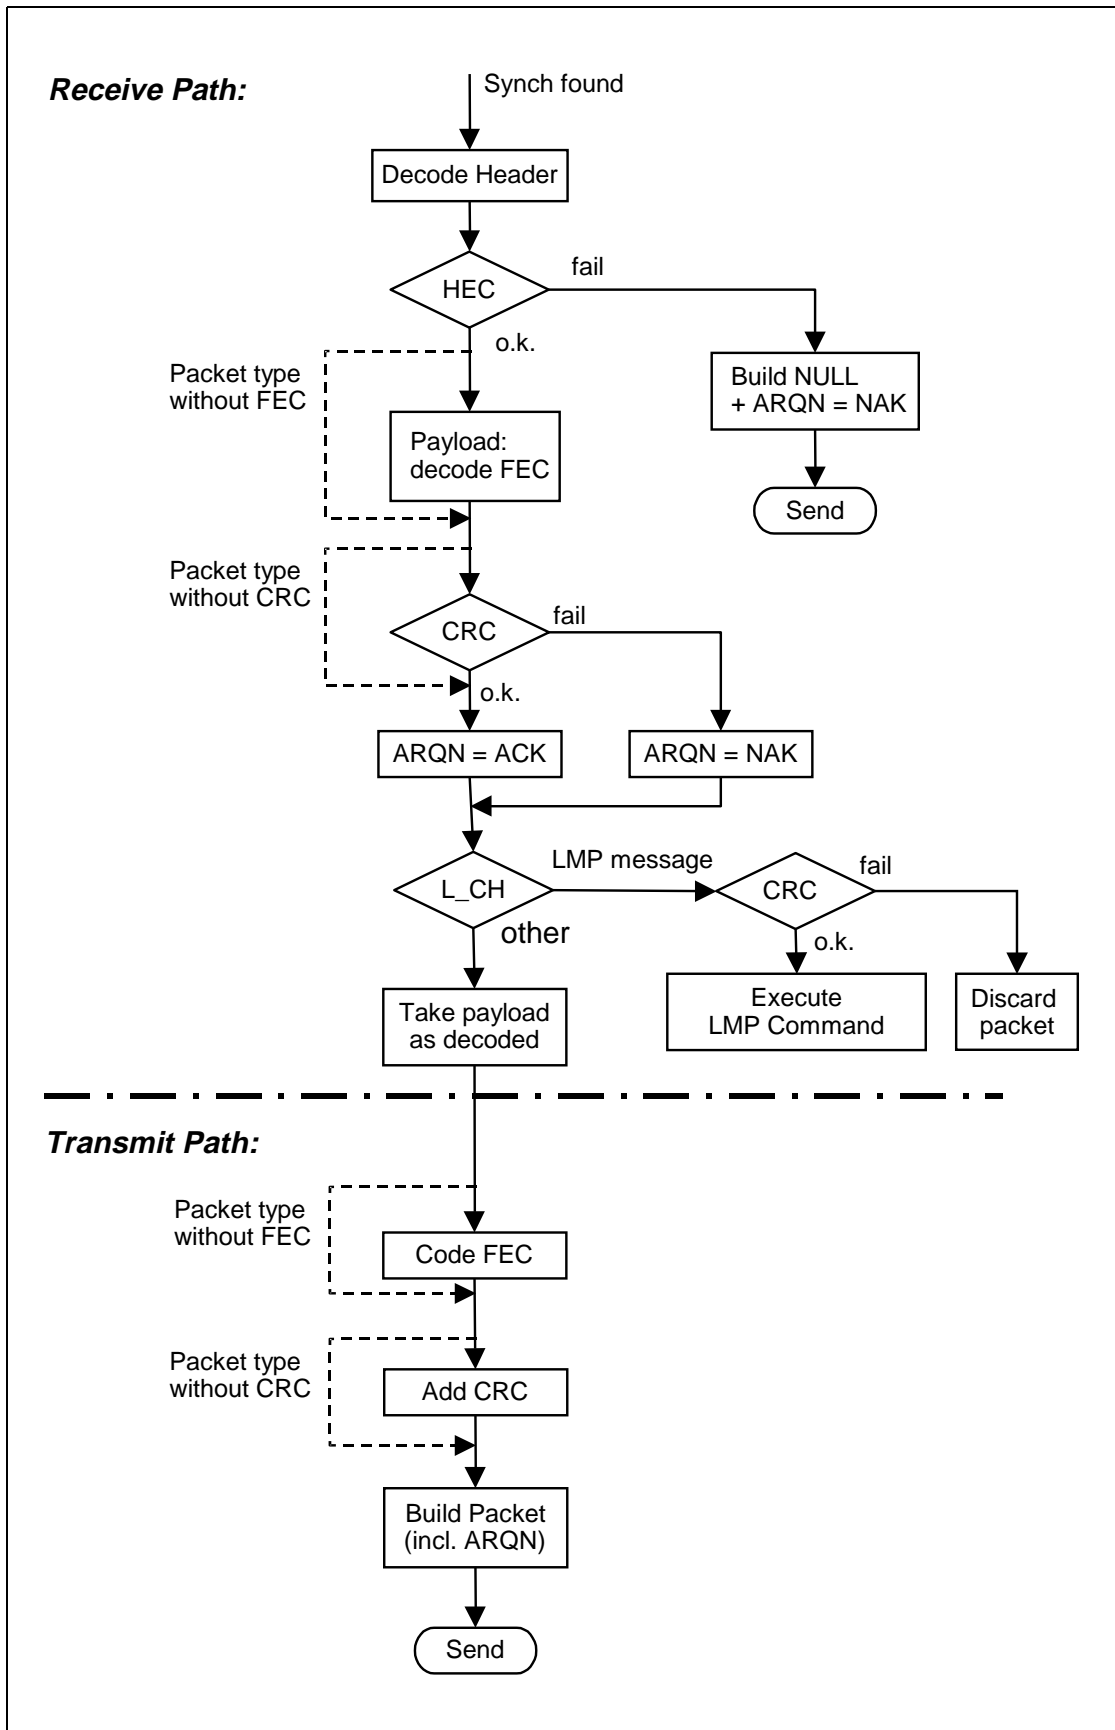 Receive Path:
Synch found
Decode Header
HEC
fail
o.k.
Packet type
without FEC
Build NULL
+ ARQN = NAK
Payload:
decode FEC
Send
Packet type
without CRC
CRC
fail
o.k.
ARQN = ACK
ARQN = NAK
L_CH
LMP message
CRC
fail
other
o.k.
Take payload
as decoded
Execute
LMP Command
Discard
packet
Transmit Path:
Packet type
without FEC
Code FEC
Packet type
without CRC
Add CRC
Build Packet
(incl. ARQN)
Send